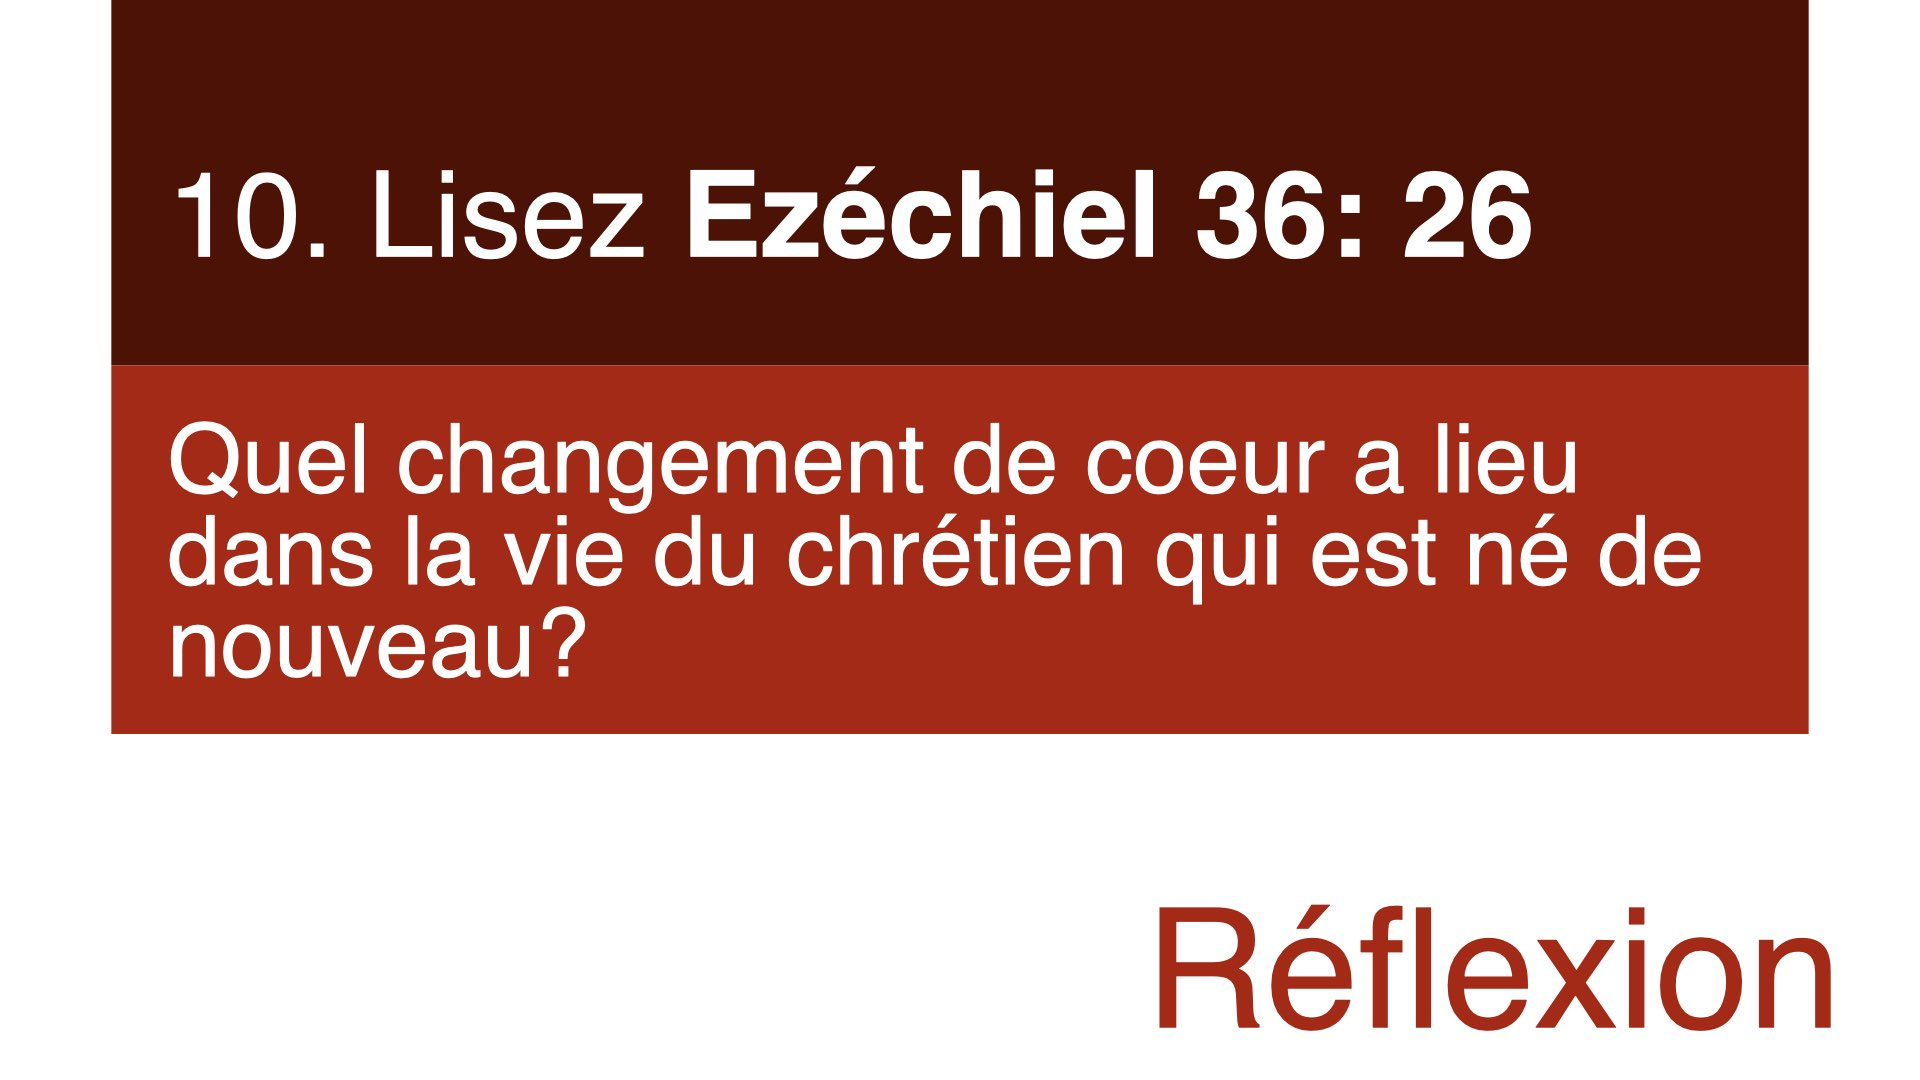 10. Lisez Ezéchiel 36: 26
Quel changement de coeur a lieu
dans la vie du chrétien qui est né de
nouveau?
Réflexion